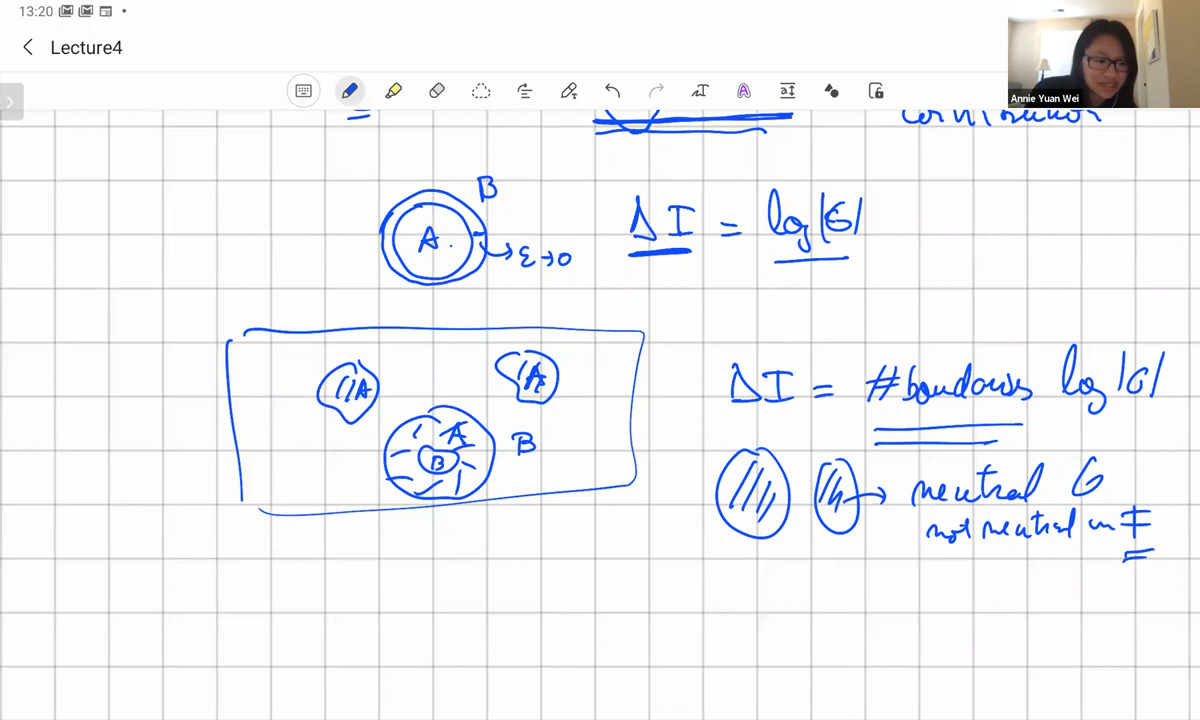 13:20
Lecture4
Annie Yuan Wei
B
A
→ε→0
ΔI = log|G|
A
A
A
B
B
ΔI = #boundaries log|G|
→ neutral G
not neutral in F